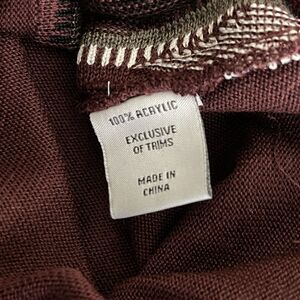 100% ACRYLIC
EXCLUSIVE
OF TRIMS
MADE IN
CHINA